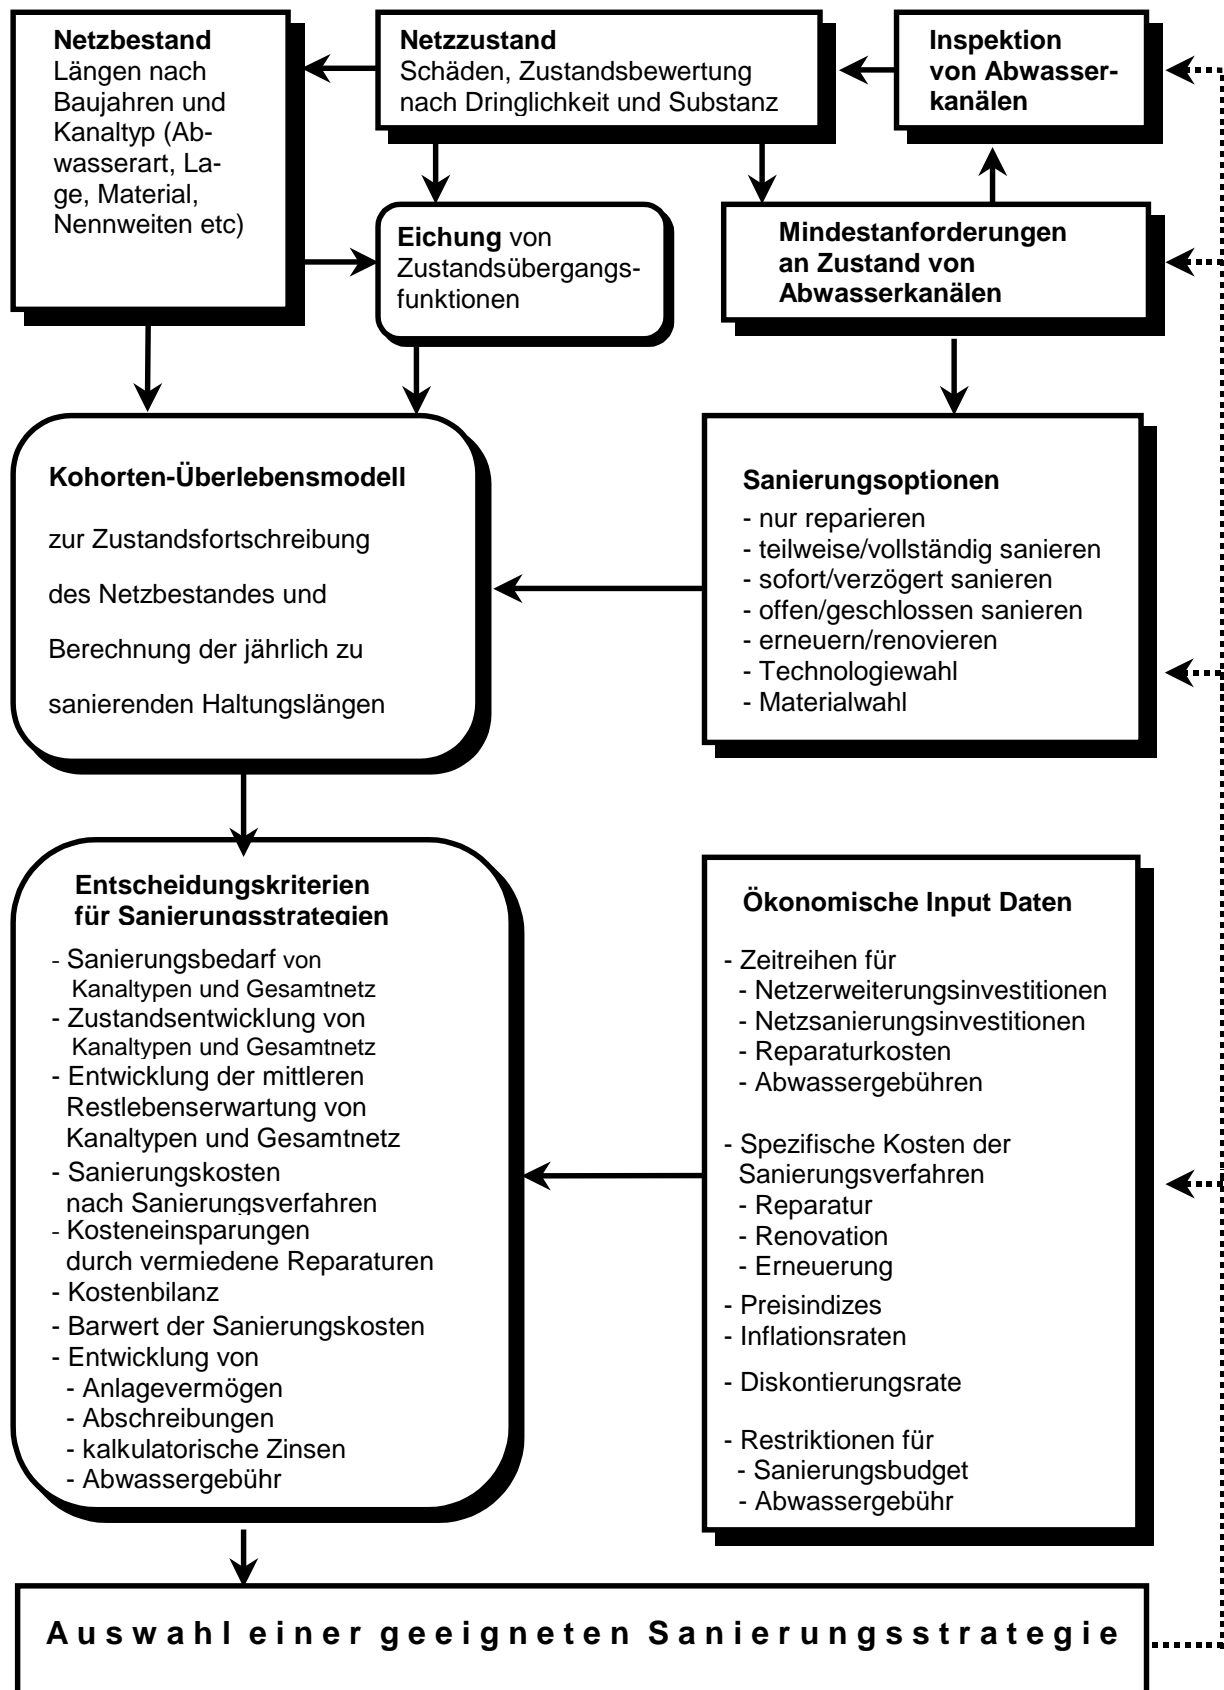 Netzbestand
Längen nach
Baujahren und
Kanaltyp (Ab-
wasserart, La-
ge, Material,
Nennweiten etc)
Netzzustand
Schäden, Zustandsbewertung
nach Dringlichkeit und Substanz
Inspektion
von Abwasser-
kanälen
Eichung von
Zustandsübergangs-
funktionen
Mindestanforderungen
an Zustand von
Abwasserkanälen
Kohorten-Überlebensmodell
zur Zustandsfortschreibung
des Netzbestandes und
Berechnung der jährlich zu
sanierenden Haltungslängen
Sanierungsoptionen
- nur reparieren
- teilweise/vollständig sanieren
- sofort/verzögert sanieren
- offen/geschlossen sanieren
- erneuern/renovieren
- Technologiewahl
- Materialwahl
Entscheidungskriterien
für Sanierungsstrategien
- Sanierungsbedarf von
Kanaltypen und Gesamtnetz
- Zustandsentwicklung von
Kanaltypen und Gesamtnetz
- Entwicklung der mittleren
Restlebenserwartung von
Kanaltypen und Gesamtnetz
- Sanierungskosten
nach Sanierungsverfahren
- Kosteneinsparungen
durch vermiedene Reparaturen
- Kostenbilanz
- Barwert der Sanierungskosten
- Entwicklung von
- Anlagevermögen
- Abschreibungen
- kalkulatorische Zinsen
- Abwassergebühr
Ökonomische Input Daten
- Zeitreihen für
- Netzerweiterungsinvestitionen
- Netzsanierungsinvestitionen
- Reparaturkosten
- Abwassergebühren
- Spezifische Kosten der
Sanierungsverfahren
- Reparatur
- Renovation
- Erneuerung
- Preisindizes
- Inflationsraten
- Diskontierungsrate
- Restriktionen für
- Sanierungsbudget
- Abwassergebühr
Auswahl einer geeigneten Sanierungsstrategie